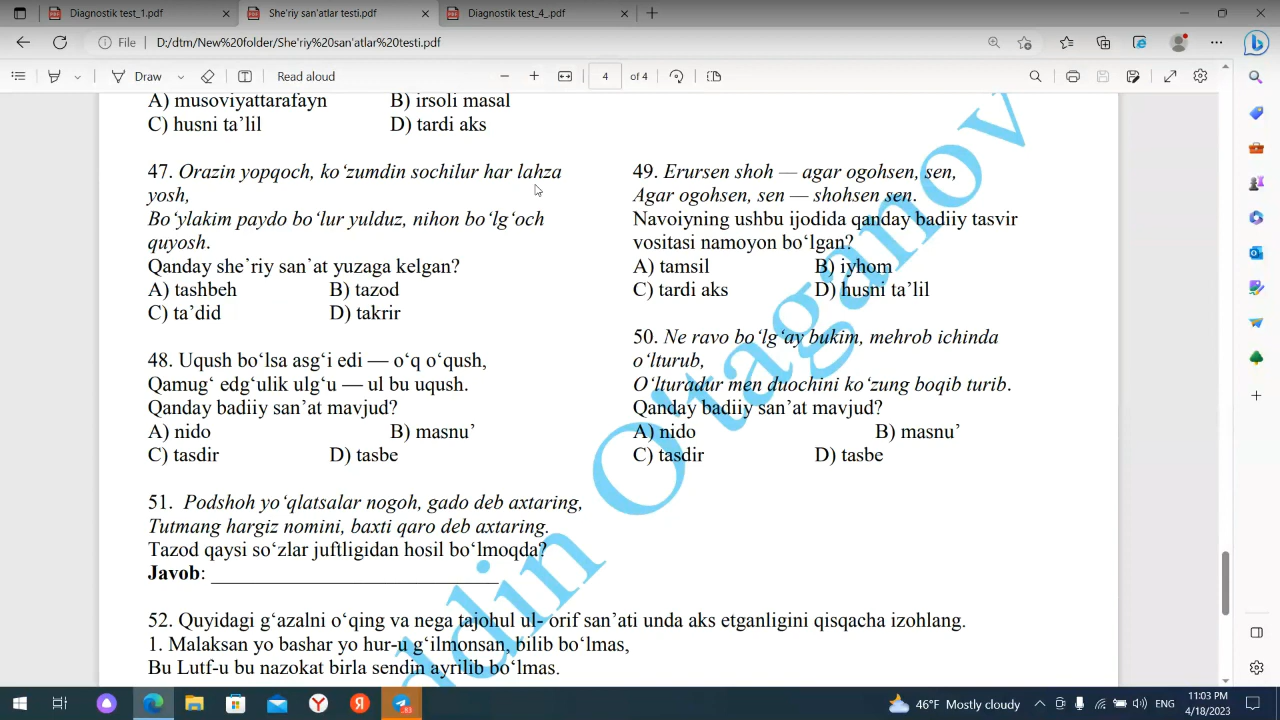 Diagnostik test_1.pdf
She'riy san'atlar testi.pdf
Diagnostik test_4_.pdf
File
D:/dtm/New%20folder/She'riy%20san'atlar%20testi.pdf
Draw
Read aloud
4
of 4
A) musoviyattarafayn B) irsoli masal
C) husni ta’lil D) tardi aks
47. Orazin yopqoch, ko‘zumdin sochilur har lahza
yosh,
Bo‘ylakim paydo bo‘lur yulduz, nihon bo‘lg‘och
quyosh.
Qanday she’riy san’at yuzaga kelgan?
A) tashbeh B) tazod
C) ta’did D) takrir
48. Uqush bo‘lsa asg‘i edi — o‘q o‘qush,
Qamug‘ edg‘ulik ulg‘u — ul bu uqush.
Qanday badiiy san’at mavjud?
A) nido B) masnu’
C) tasdir D) tasbe
49. Erursen shoh — agar ogohsen, sen,
Agar ogohsen, sen — shohsen sen.
Navoiyning ushbu ijodida qanday badiiy tasvir
vositasi namoyon bo‘lgan?
A) tamsil B) iyhom
C) tardi aks D) husni ta’lil
50. Ne ravo bo‘lg‘ay bukim, mehrob ichinda
o‘lturub,
O‘lturadur men duochini ko‘zung boqib turib.
Qanday badiiy san’at mavjud?
A) nido B) masnu’
C) tasdir D) tasbe
51. Podshoh yo‘qlatsalar nogoh, gado deb axtaring,
Tutmang hargiz nomini, baxti qaro deb axtaring.
Tazod qaysi so‘zlar juftligidan hosil bo‘lmoqda?
Javob:
52. Quyidagi g‘azalni o‘qing va nega tajohul ul- orif san’ati unda aks etganligini qisqacha izohlang.
1. Malaksan yo bashar yo hur-u g‘ilmonsan, bilib bo‘lmas,
Bu Lutf-u bu nazokat birla sendin ayrilib bo‘lmas.
ddin O'taganov
46°F Mostly cloudy
ENG
11:03 PM
4/18/2023